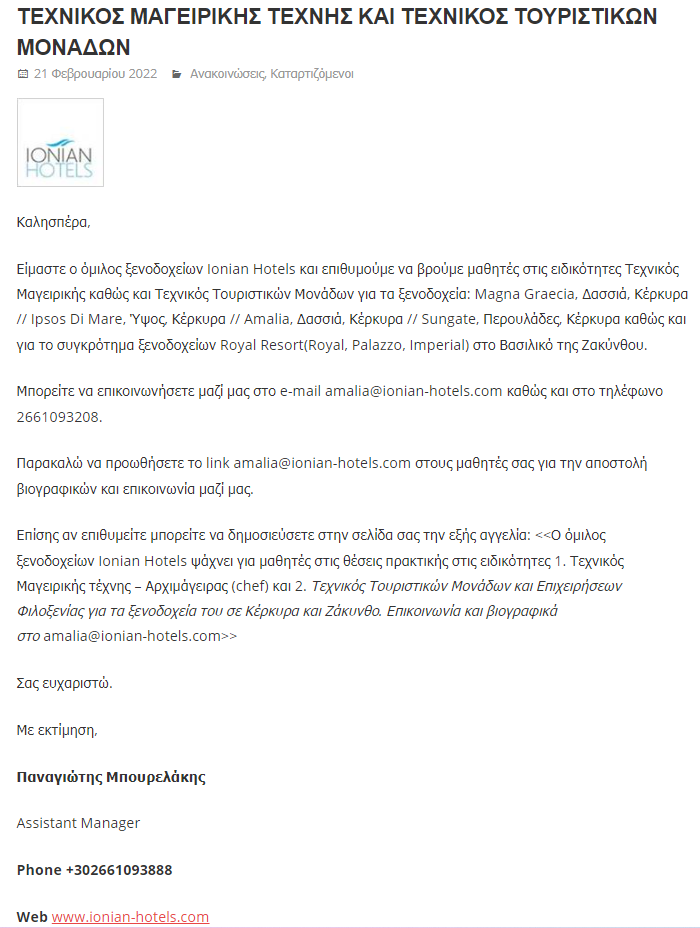 ΤΕΧΝΙΚΟΣ ΜΑΓΕΙΡΙΚΗΣ ΤΕΧΝΗΣ ΚΑΙ ΤΕΧΝΙΚΟΣ ΤΟΥΡΙΣΤΙΚΩΝ
ΜΟΝΑΔΩΝ
21 Φεβρουαρίου 2022 Ανακοινώσεις, Καταρτιζόμενοι
IONIAN
HOTELS
Καλησπέρα,
Είμαστε ο όμιλος ξενοδοχείων Ionian Hotels και επιθυμούμε να βρούμε μαθητές στις ειδικότητες Τεχνικός
Μαγειρικής καθώς και Τεχνικός Τουριστικών Μονάδων για τα ξενοδοχεία: Magna Graecia, Δασσιά, Κέρκυρα
// Ipsos Di Mare, Ύψος, Κέρκυρα // Amalia, Δασσιά, Κέρκυρα // Sungate, Περουλάδες, Κέρκυρα καθώς και
για το συγκρότημα ξενοδοχείων Royal Resort(Royal, Palazzo, Imperial) στο Βασιλικό της Ζακύνθου.
Μπορείτε να επικοινωνήσετε μαζί μας στο e-mail amalia@ionian-hotels.com καθώς και στο τηλέφωνο
2661093208.
Παρακαλώ να προωθήσετε το link amalia@ionian-hotels.com στους μαθητές σας για την αποστολή
βιογραφικών και επικοινωνία μαζί μας.
Επίσης αν επιθυμείτε μπορείτε να δημοσιεύσετε στην σελίδα σας την εξής αγγελία: <<Ο όμιλος
ξενοδοχείων Ionian Hotels ψάχνει για μαθητές στις θέσεις πρακτικής στις ειδικότητες 1. Τεχνικός
Μαγειρικής τέχνης – Αρχιμάγειρας (chef) και 2. Τεχνικός Τουριστικών Μονάδων και Επιχειρήσεων
Φιλοξενίας για τα ξενοδοχεία του σε Κέρκυρα και Ζάκυνθο. Επικοινωνία και βιογραφικά
στο amalia@ionian-hotels.com>>
Σας ευχαριστώ.
Με εκτίμηση,
Παναγιώτης Μπουρελάκης
Assistant Manager
Phone +302661093888
Web www.ionian-hotels.com